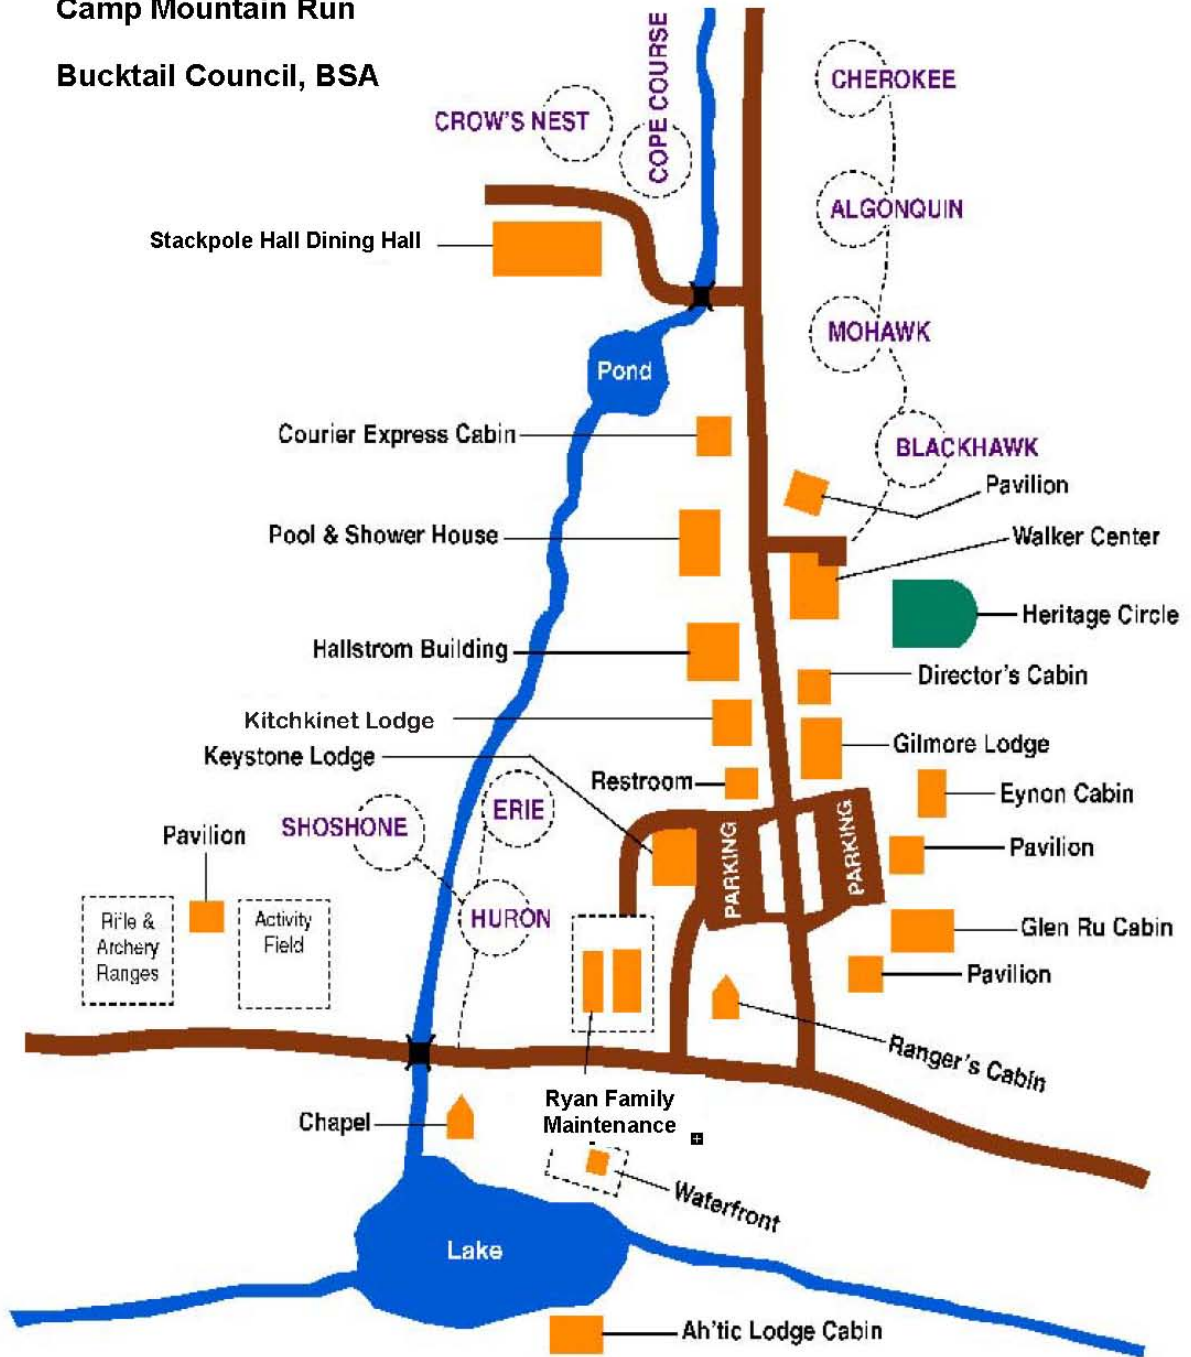 Camp Mountain Run
Bucktail Council, BSA
CROW'S NEST
COPE COURSE
CHEROKEE
ALGONQUIN
Stackpole Hall Dining Hall
MOHAWK
Pond
Courier Express Cabin
BLACKHAWK
Pavilion
Pool & Shower House
Walker Center
Heritage Circle
Hallstrom Building
Director's Cabin
Kitchkinet Lodge
Gilmore Lodge
Keystone Lodge
Restroom
Eynon Cabin
ERIE
SHOSHONE
Pavilion
PARKING
PARKING
Pavilion
HURON
Rifle &
Archery
Ranges
Activity
Field
Glen Ru Cabin
Pavilion
Ranger's Cabin
Ryan Family
Maintenance
Chapel
Waterfront
Lake
Ah'tic Lodge Cabin